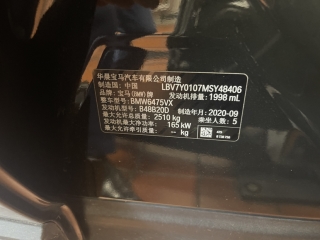 华晨宝马汽车有限公司制造
制造国：中国 LBV7Y0107MSY48406
品牌：宝马(BMW)牌 发动机排量：1998 mL
整车型号：BMW6475VX
发动机型号：B48B20D 制造年月：2020-09
最大允许总质量：2510 kg 乘坐人数：5
发动机最大净功率：165 kW
最大允许牵引质量：-- kg